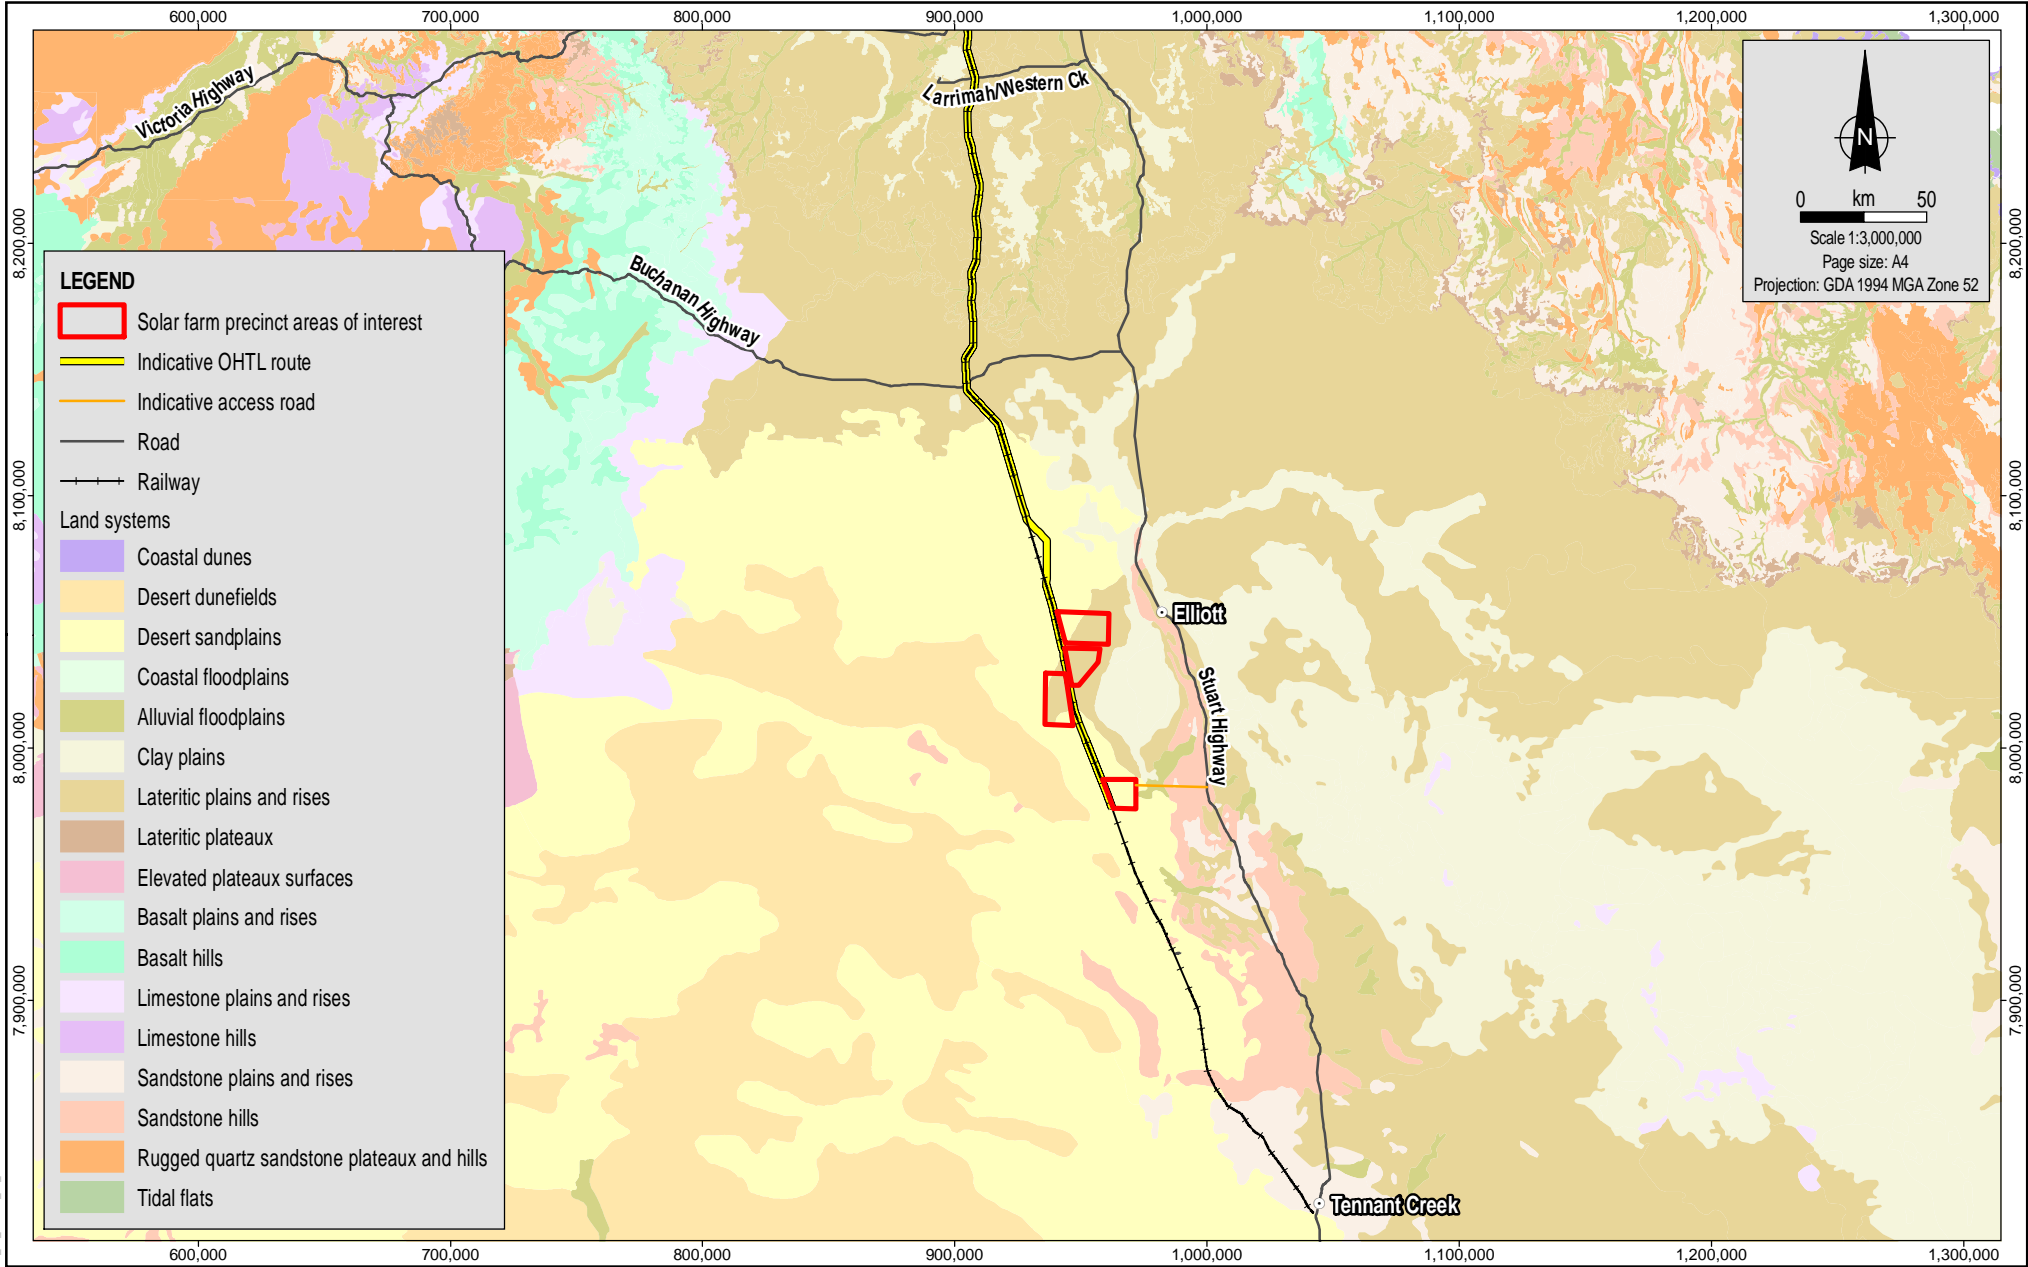 600,000 700,000 800,000 900,000 1,000,000 1,100,000 1,200,000 1,300,000
Victoria Highway
Larrimah/Western Ck
N
0 km 50
Scale 1:3,000,000
Page size: A4
Projection: GDA 1994 MGA Zone 52
8,200,000
8,200,000
Buchanan Highway
LEGEND
Solar farm precinct areas of interest
Indicative OHTL route
Indicative access road
Road
Railway
Land systems
Coastal dunes
Desert dunefields
Desert sandplains
Coastal floodplains
Alluvial floodplains
Clay plains
Lateritic plains and rises
Lateritic plateaux
Elevated plateaux surfaces
Basalt plains and rises
Basalt hills
Limestone plains and rises
Limestone hills
Sandstone plains and rises
Sandstone hills
Rugged quartz sandstone plateaux and hills
Tidal flats
8,100,000
8,100,000
Elliott
Stuart Highway
8,000,000
8,000,000
7,900,000
7,900,000
Tennant Creek
600,000 700,000 800,000 900,000 1,000,000 1,100,000 1,200,000 1,300,000